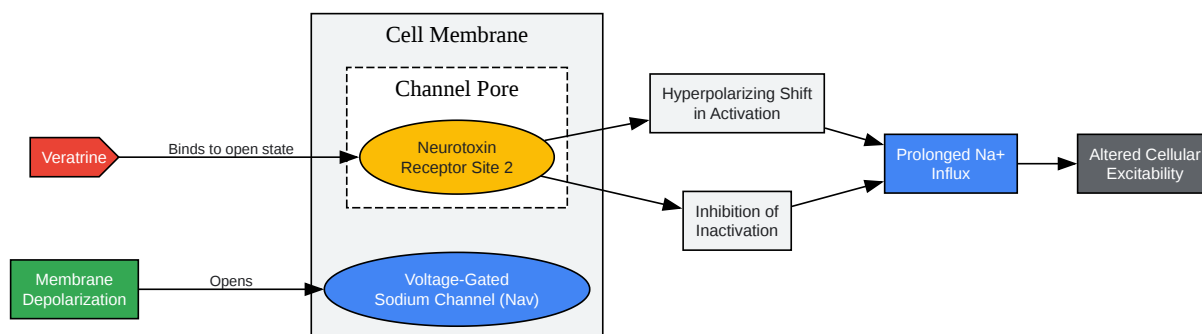 Cell Membrane
Channel Pore
Veratrine
Binds to open state
Neurotoxin
Receptor Site 2
Hyperpolarizing Shift
in Activation
Inhibition of
Inactivation
Prolonged Na+
Influx
Altered Cellular
Excitability
Membrane
Depolarization
Opens
Voltage-Gated
Sodium Channel (Nav)